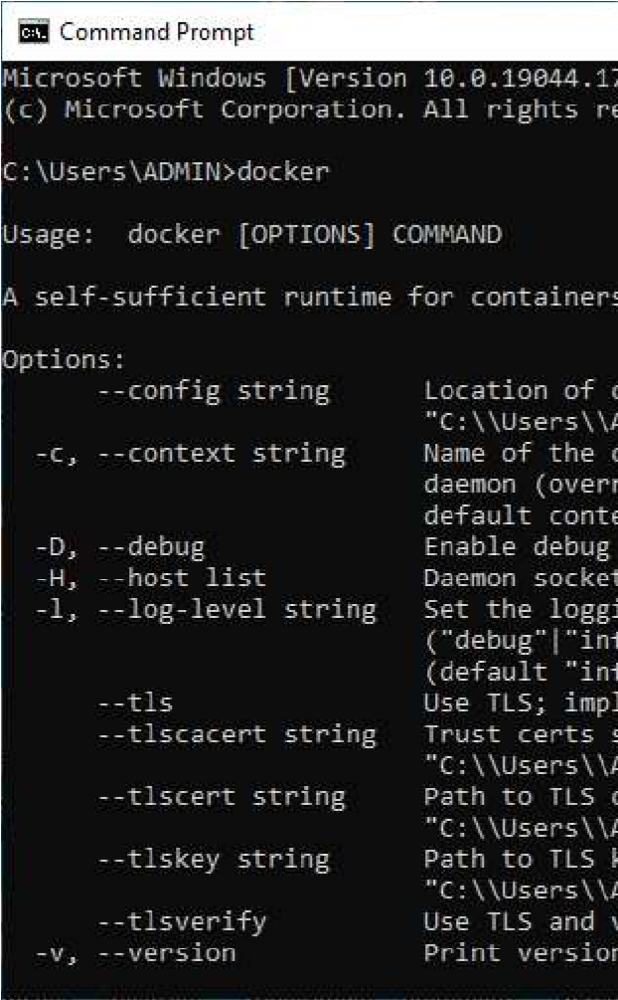 Command Prompt
Microsoft Windows [Version 10.0.19044.17
(c) Microsoft Corporation. All rights re
C:\Users\ADMIN>docker
Usage:  docker [OPTIONS] COMMAND
A self-sufficient runtime for containers
Options:
      --config string      Location of c
                           "C:\\Users\\A
  -c, --context string     Name of the c
                           daemon (overr
                           default conte
  -D, --debug              Enable debug
  -H, --host list          Daemon socket
  -l, --log-level string   Set the loggi
                           ("debug"|"inf
                           (default "inf
      --tls                Use TLS; impl
      --tlscacert string   Trust certs s
                           "C:\\Users\\A
      --tlscert string     Path to TLS c
                           "C:\\Users\\A
      --tlskey string      Path to TLS k
                           "C:\\Users\\A
      --tlsverify          Use TLS and v
  -v, --version            Print version